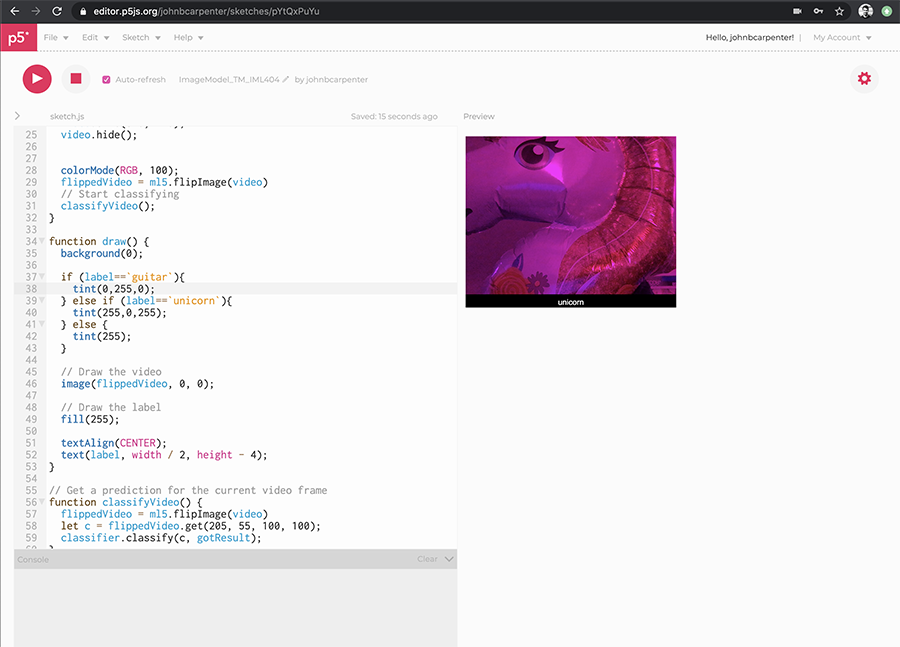 editor.p5js.org/johnbcarpenter/sketches/pYtQxPuYu
p5*
File
Edit
Sketch
Help
Hello, johnbcarpenter! |
My Account
Auto-refresh
ImageModel_TM_IML404
by johnbcarpenter
sketch.js
Saved: 15 seconds ago
Preview
25 video.hide();
26
27
28 colorMode(RGB, 100);
29 flippedVideo = ml5.flipImage(video)
30 // Start classifying
31 classifyVideo();
32 }
33
34 function draw() {
35 background(0);
36
37 if (label==`guitar`){
38 tint(0,255,0);
39 } else if (label==`unicorn`){
40 tint(255,0,255);
41 } else {
42 tint(255);
43 }
44
45 // Draw the video
46 image(flippedVideo, 0, 0);
47
48 // Draw the label
49 fill(255);
50
51 textAlign(CENTER);
52 text(label, width / 2, height - 4);
53 }
54
55 // Get a prediction for the current video frame
56 function classifyVideo() {
57 flippedVideo = ml5.flipImage(video)
58 let c = flippedVideo.get(205, 55, 100, 100);
59 classifier.classify(c, gotResult);
unicorn
Console
Clear